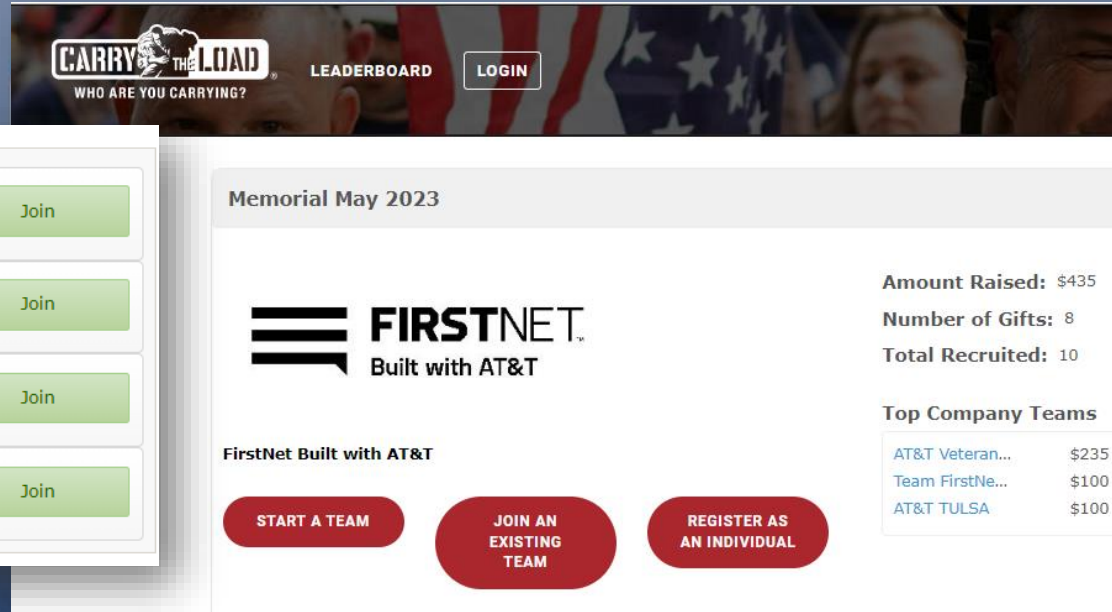 CARRY THE LOAD
WHO ARE YOU CARRYING?
LEADERBOARD
LOGIN
Join
Join
Join
Join
Memorial May 2023
FIRSTNET™
Built with AT&T
FirstNet Built with AT&T
START A TEAM
JOIN AN
EXISTING
TEAM
REGISTER AS
AN INDIVIDUAL
Amount Raised: $435
Number of Gifts: 8
Total Recruited: 10
Top Company Teams
AT&T Veteran... $235
Team FirstNe... $100
AT&T TULSA $100